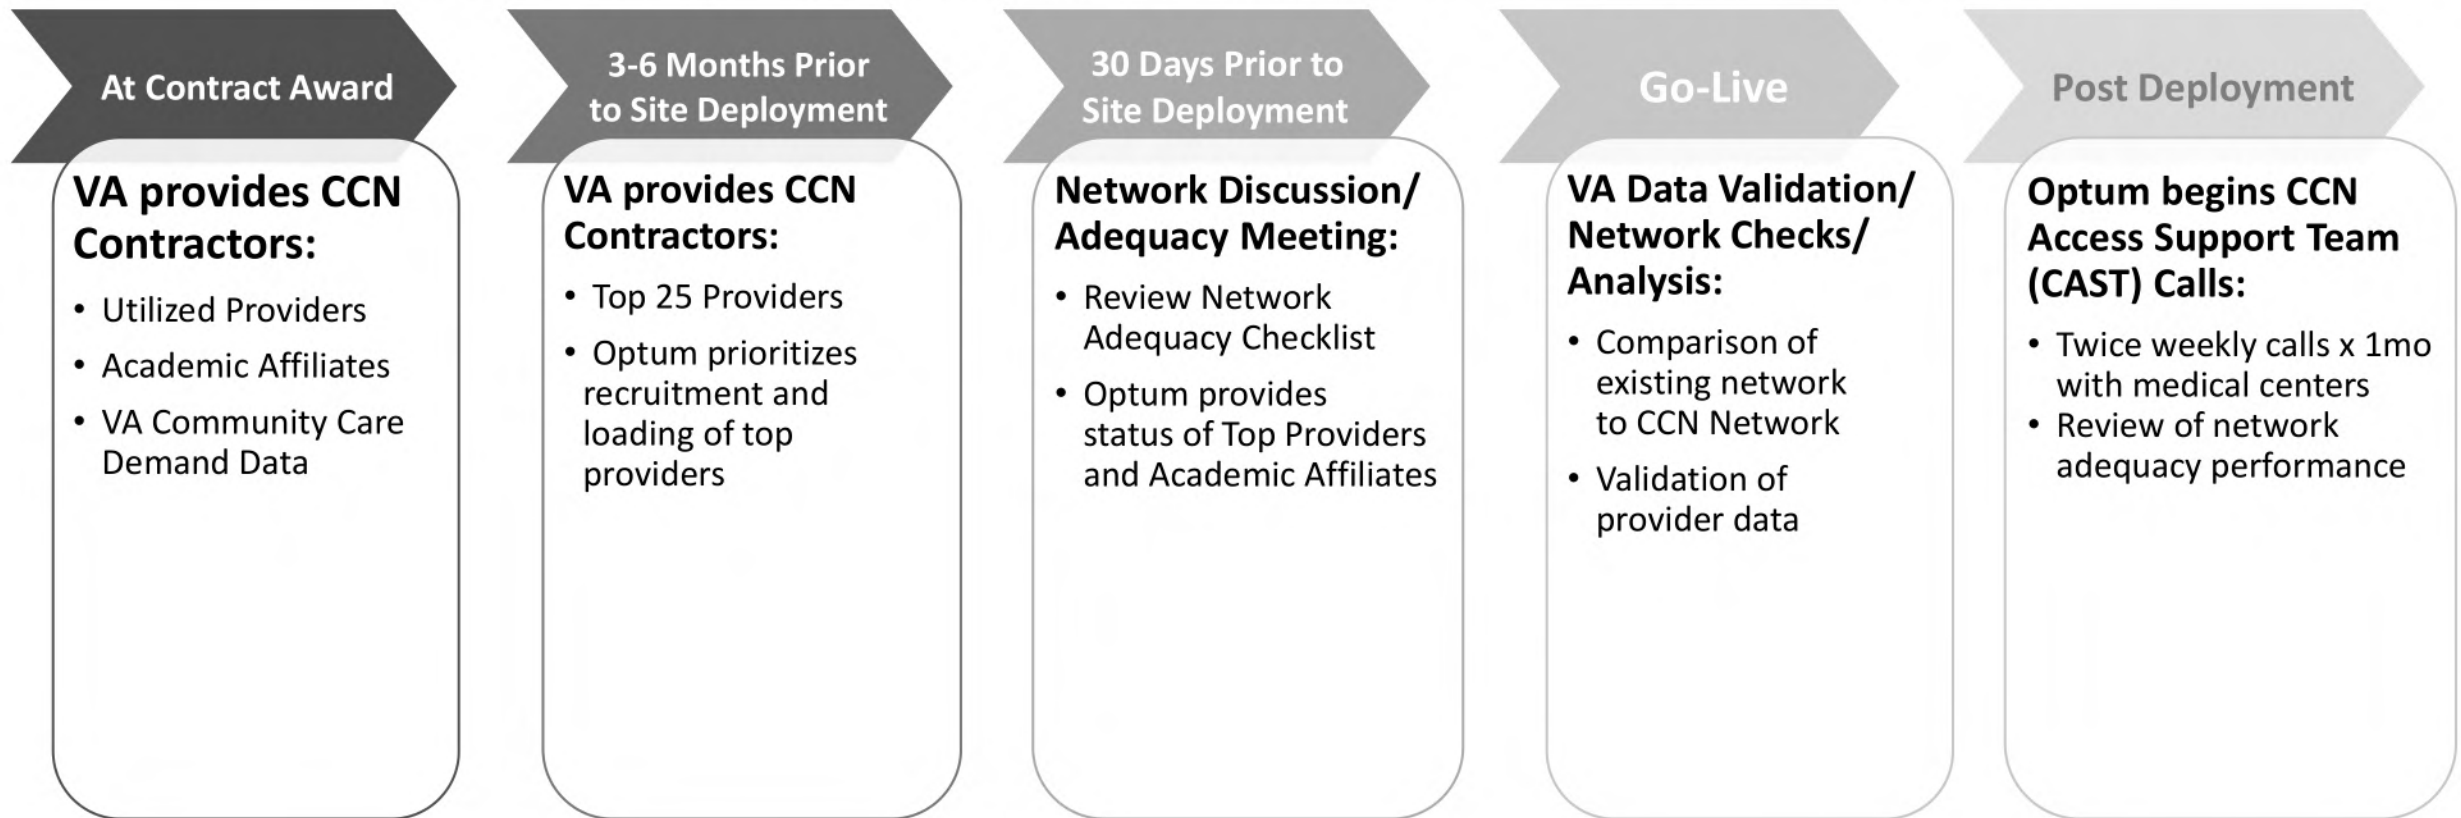 At Contract Award
VA provides CCN
Contractors:
• Utilized Providers
• Academic Affiliates
• VA Community Care
Demand Data
3-6 Months Prior
to Site Deployment
VA provides CCN
Contractors:
• Top 25 Providers
• Optum prioritizes
recruitment and
loading of top
providers
30 Days Prior to
Site Deployment
Network Discussion/
Adequacy Meeting:
• Review Network
Adequacy Checklist
• Optum provides
status of Top Providers
and Academic Affiliates
Go-Live
VA Data Validation/
Network Checks/
Analysis:
• Comparison of
existing network
to CCN Network
• Validation of
provider data
Post Deployment
Optum begins CCN
Access Support Team
(CAST) Calls:
• Twice weekly calls x 1mo
with medical centers
• Review of network
adequacy performance